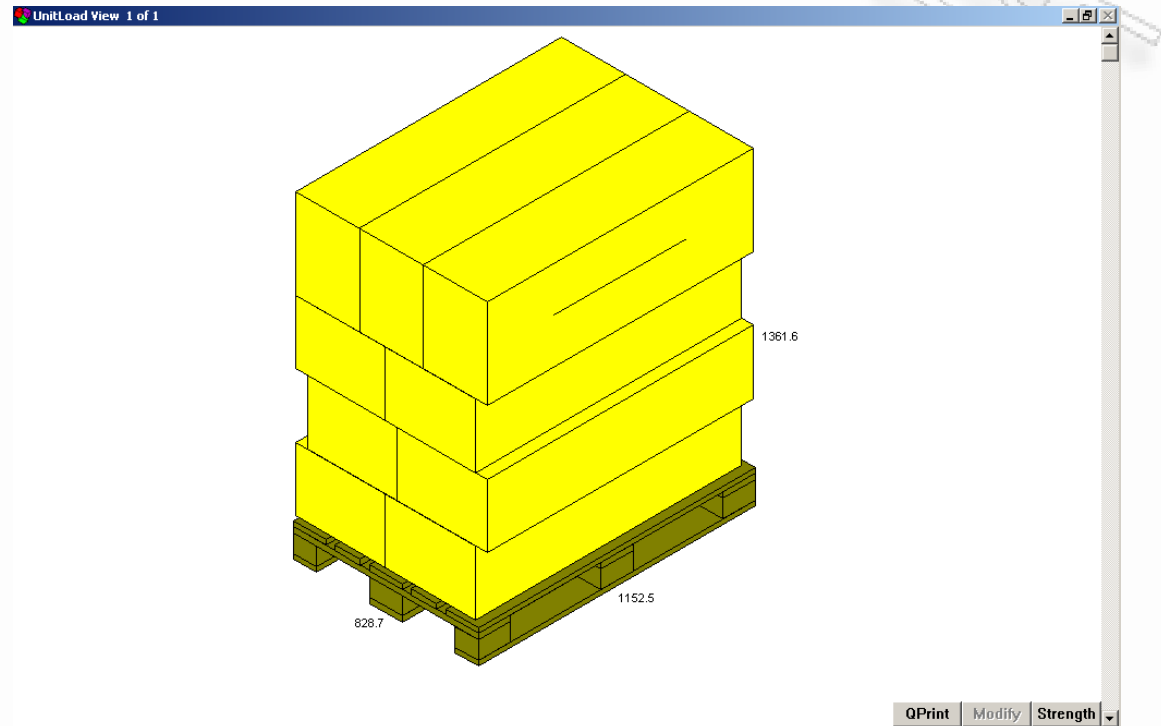 UnitLoad View 1 of 1
1361.6
1152.5
828.7
QPrint Modify Strength